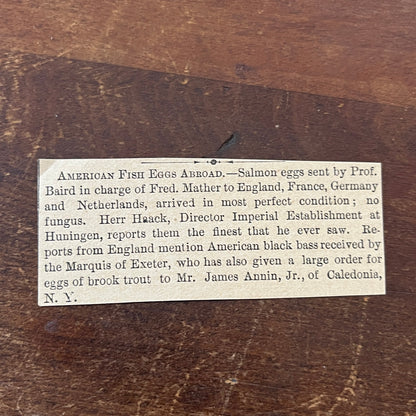 AMERICAN FISH EGGS ABROAD.—Salmon eggs sent by Prof.
Baird in charge of Fred. Mather to England, France, Germany
and Netherlands, arrived in most perfect condition; no
fungus. Herr Haack, Director Imperial Establishment at
Huningen, reports them the finest that he ever saw. Re-
ports from England mention American black bass received by
the Marquis of Exeter, who has also given a large order for
eggs of brook trout to Mr. James Annin, Jr., of Caledonia,
N. Y.